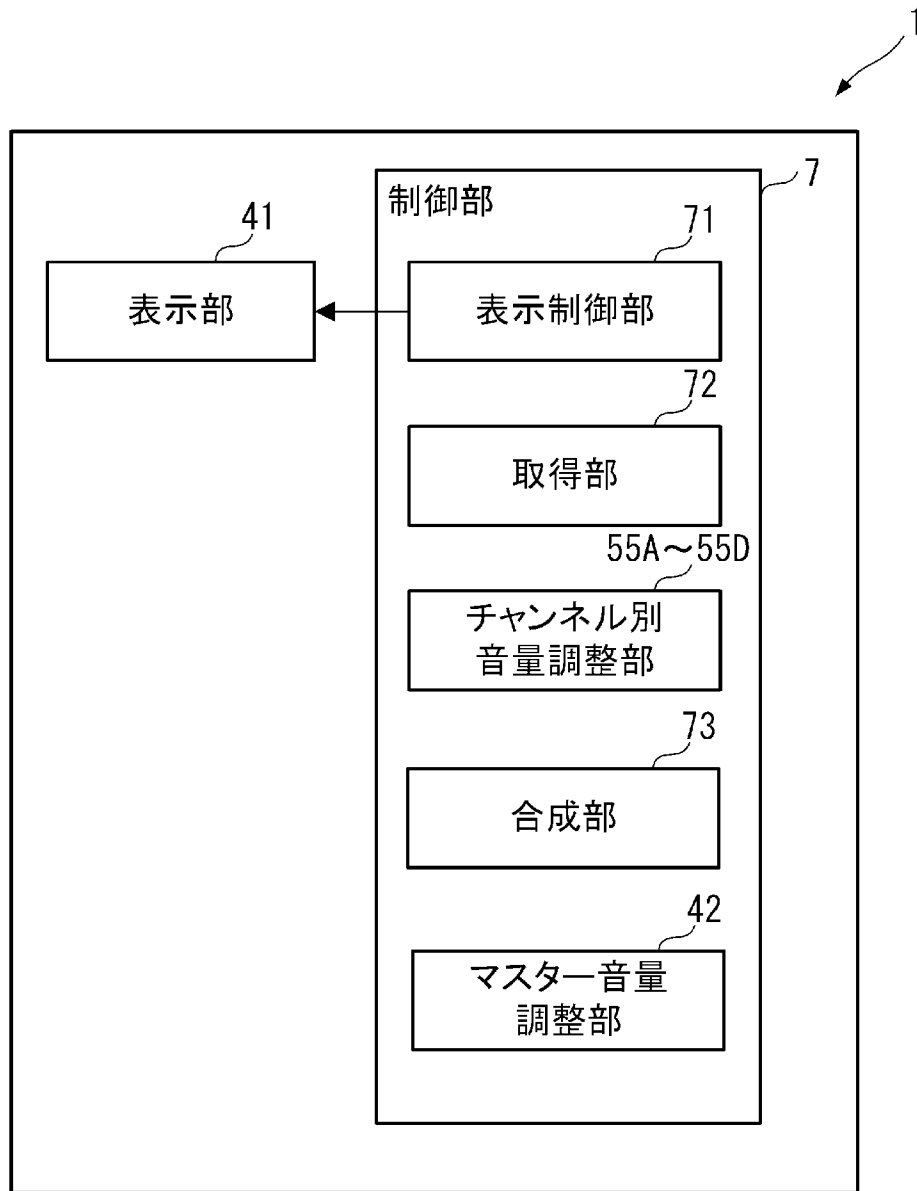 1
7
制御部
41
表示部
71
表示制御部
72
取得部
55A～55D
チャンネル別
音量調整部
73
合成部
42
マスター音量
調整部